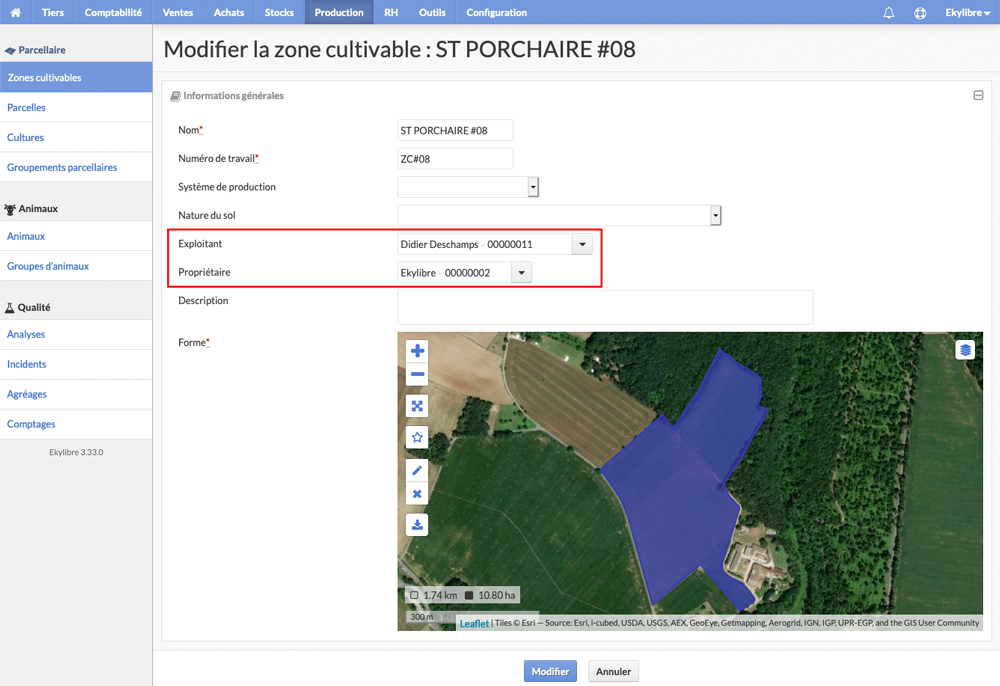 Tiers Comptabilité Ventes Achats Stocks Production RH Outils Configuration Ekylibre
Parcellaire
Zones cultivables
Parcelles
Cultures
Groupements parcellaires
Animaux
Animaux
Groupes d'animaux
Qualité
Analyses
Incidents
Agréages
Comptages
Ekylibre 3.33.0
Modifier la zone cultivable : ST PORCHAIRE #08
Informations générales
Nom* ST PORCHAIRE #08
Numéro de travail* ZC#08
Système de production
Nature du sol
Exploitant Didier Deschamps - 00000011
Propriétaire Ekylibre - 00000002
Description
Forme*
1.74 km 10.80 ha
300 m
Leaflet | Tiles © Esri — Source: Esri, i-cubed, USDA, USGS, AEX, GeoEye, Getmapping, Aerogrid, IGN, IGP, UPR-EGP, and the GIS User Community
Modifier Annuler